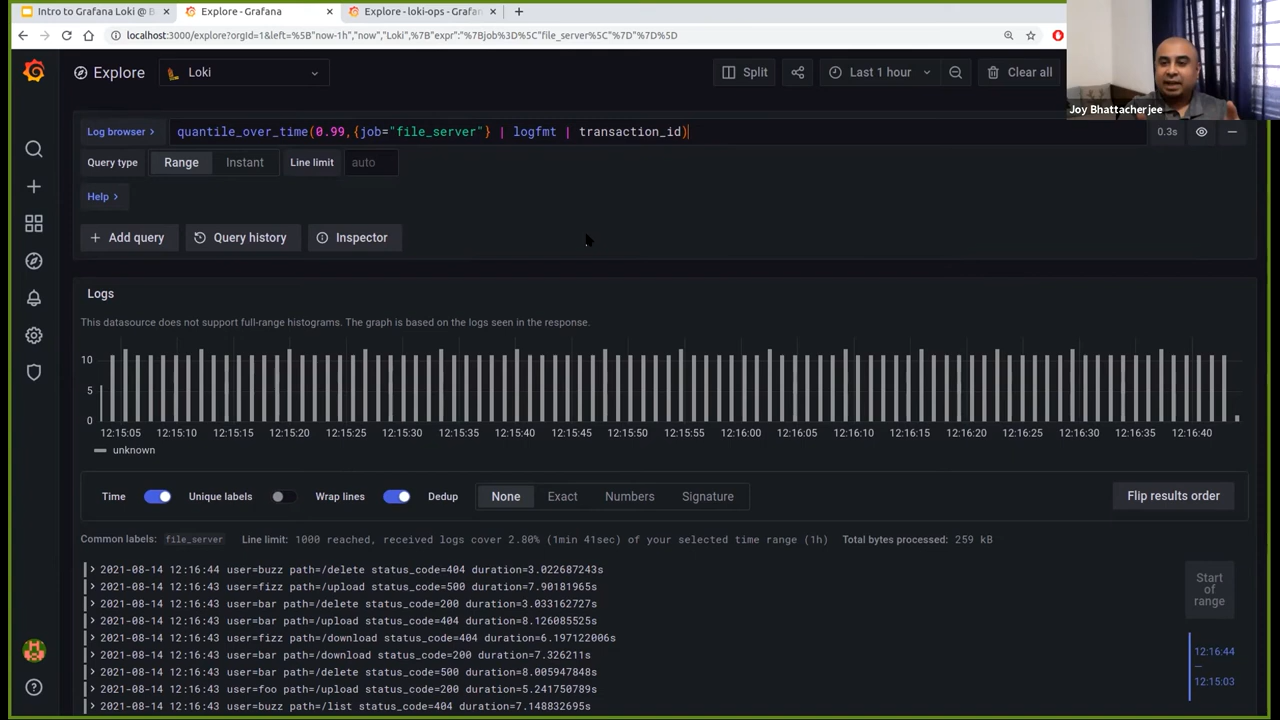 Intro to Grafana Loki @ B
Explore - Grafana
Explore - loki-ops - Grafan
localhost:3000/explore?orgId=1&left=%5B"now-1h","now","Loki",%7B"expr":"%7Bjob%3D%5C"file_server%5C"%7D"%7D%5D
Explore
Loki
Split
Last 1 hour
Clear all
Joy Bhattacherjee
Log browser >
quantile_over_time(0.99,{job="file_server"} | logfmt | transaction_id)
0.3s
Query type
Range
Instant
Line limit
auto
Help >
+ Add query
Query history
Inspector
Logs
This datasource does not support full-range histograms. The graph is based on the logs seen in the response.
10
5
0
12:15:05 12:15:10 12:15:15 12:15:20 12:15:25 12:15:30 12:15:35 12:15:40 12:15:45 12:15:50 12:15:55 12:16:00 12:16:05 12:16:10 12:16:15 12:16:20 12:16:25 12:16:30 12:16:35 12:16:40
unknown
Time
Unique labels
Wrap lines
Dedup
None
Exact
Numbers
Signature
Flip results order
Common labels: file_server Line limit: 1000 reached, received logs cover 2.80% (1min 41sec) of your selected time range (1h) Total bytes processed: 259 kB
> 2021-08-14 12:16:44 user=buzz path=/delete status_code=404 duration=3.022687243s
> 2021-08-14 12:16:43 user=fizz path=/upload status_code=500 duration=7.90181965s
> 2021-08-14 12:16:43 user=bar path=/delete status_code=200 duration=3.033162727s
> 2021-08-14 12:16:43 user=bar path=/upload status_code=404 duration=8.126085525s
> 2021-08-14 12:16:43 user=fizz path=/download status_code=404 duration=6.197122006s
> 2021-08-14 12:16:43 user=bar path=/download status_code=200 duration=7.326211s
> 2021-08-14 12:16:43 user=bar path=/delete status_code=500 duration=8.005947848s
> 2021-08-14 12:16:43 user=foo path=/upload status_code=200 duration=5.241750789s
> 2021-08-14 12:16:43 user=buzz path=/list status_code=404 duration=7.148832695s
Start
of
range
12:16:44
—
12:15:03